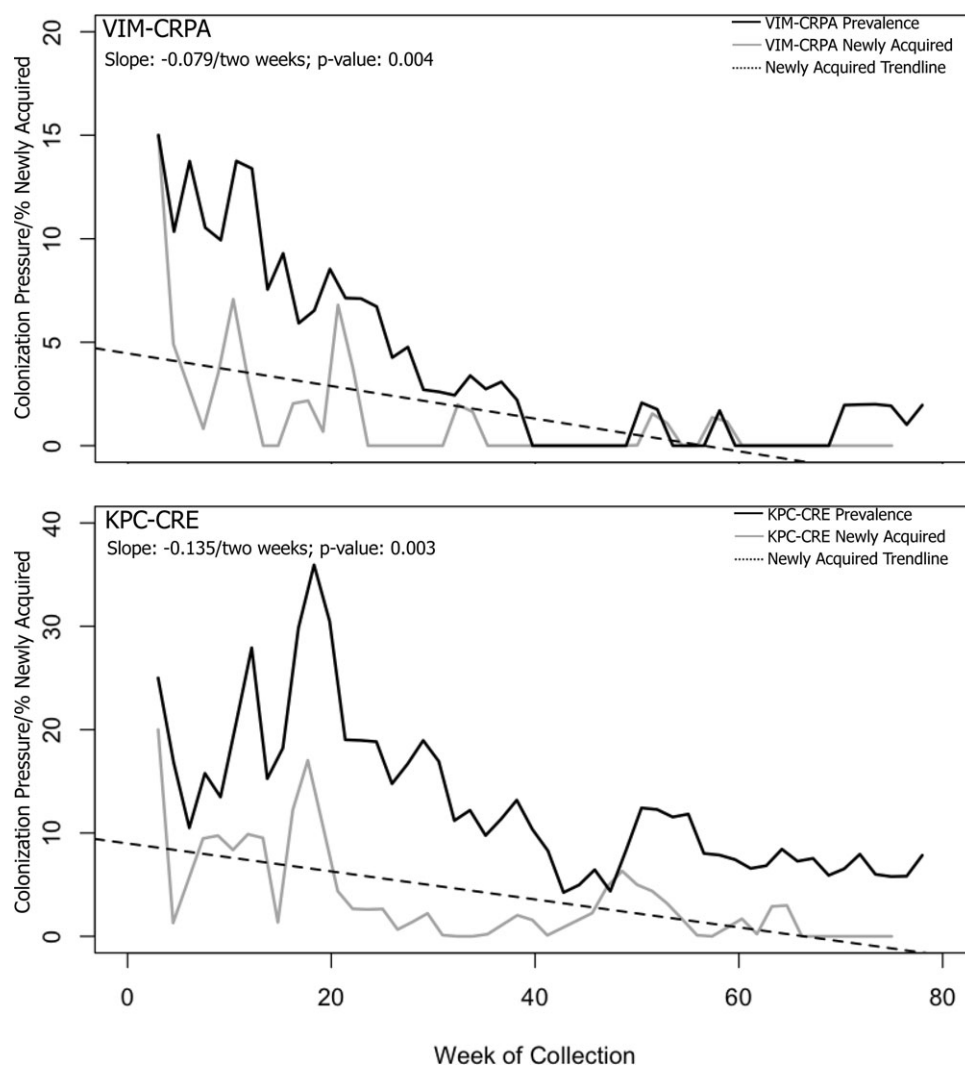 VIM-CRPA
Slope: -0.079/two weeks; p-value: 0.004
VIM-CRPA Prevalence
VIM-CRPA Newly Acquired
Newly Acquired Trendline
Colonization Pressure/% Newly Acquired
20
15
10
5
0
KPC-CRE
Slope: -0.135/two weeks; p-value: 0.003
KPC-CRE Prevalence
KPC-CRE Newly Acquired
Newly Acquired Trendline
Colonization Pressure/% Newly Acquired
40
30
20
10
0
0 20 40 60 80
Week of Collection